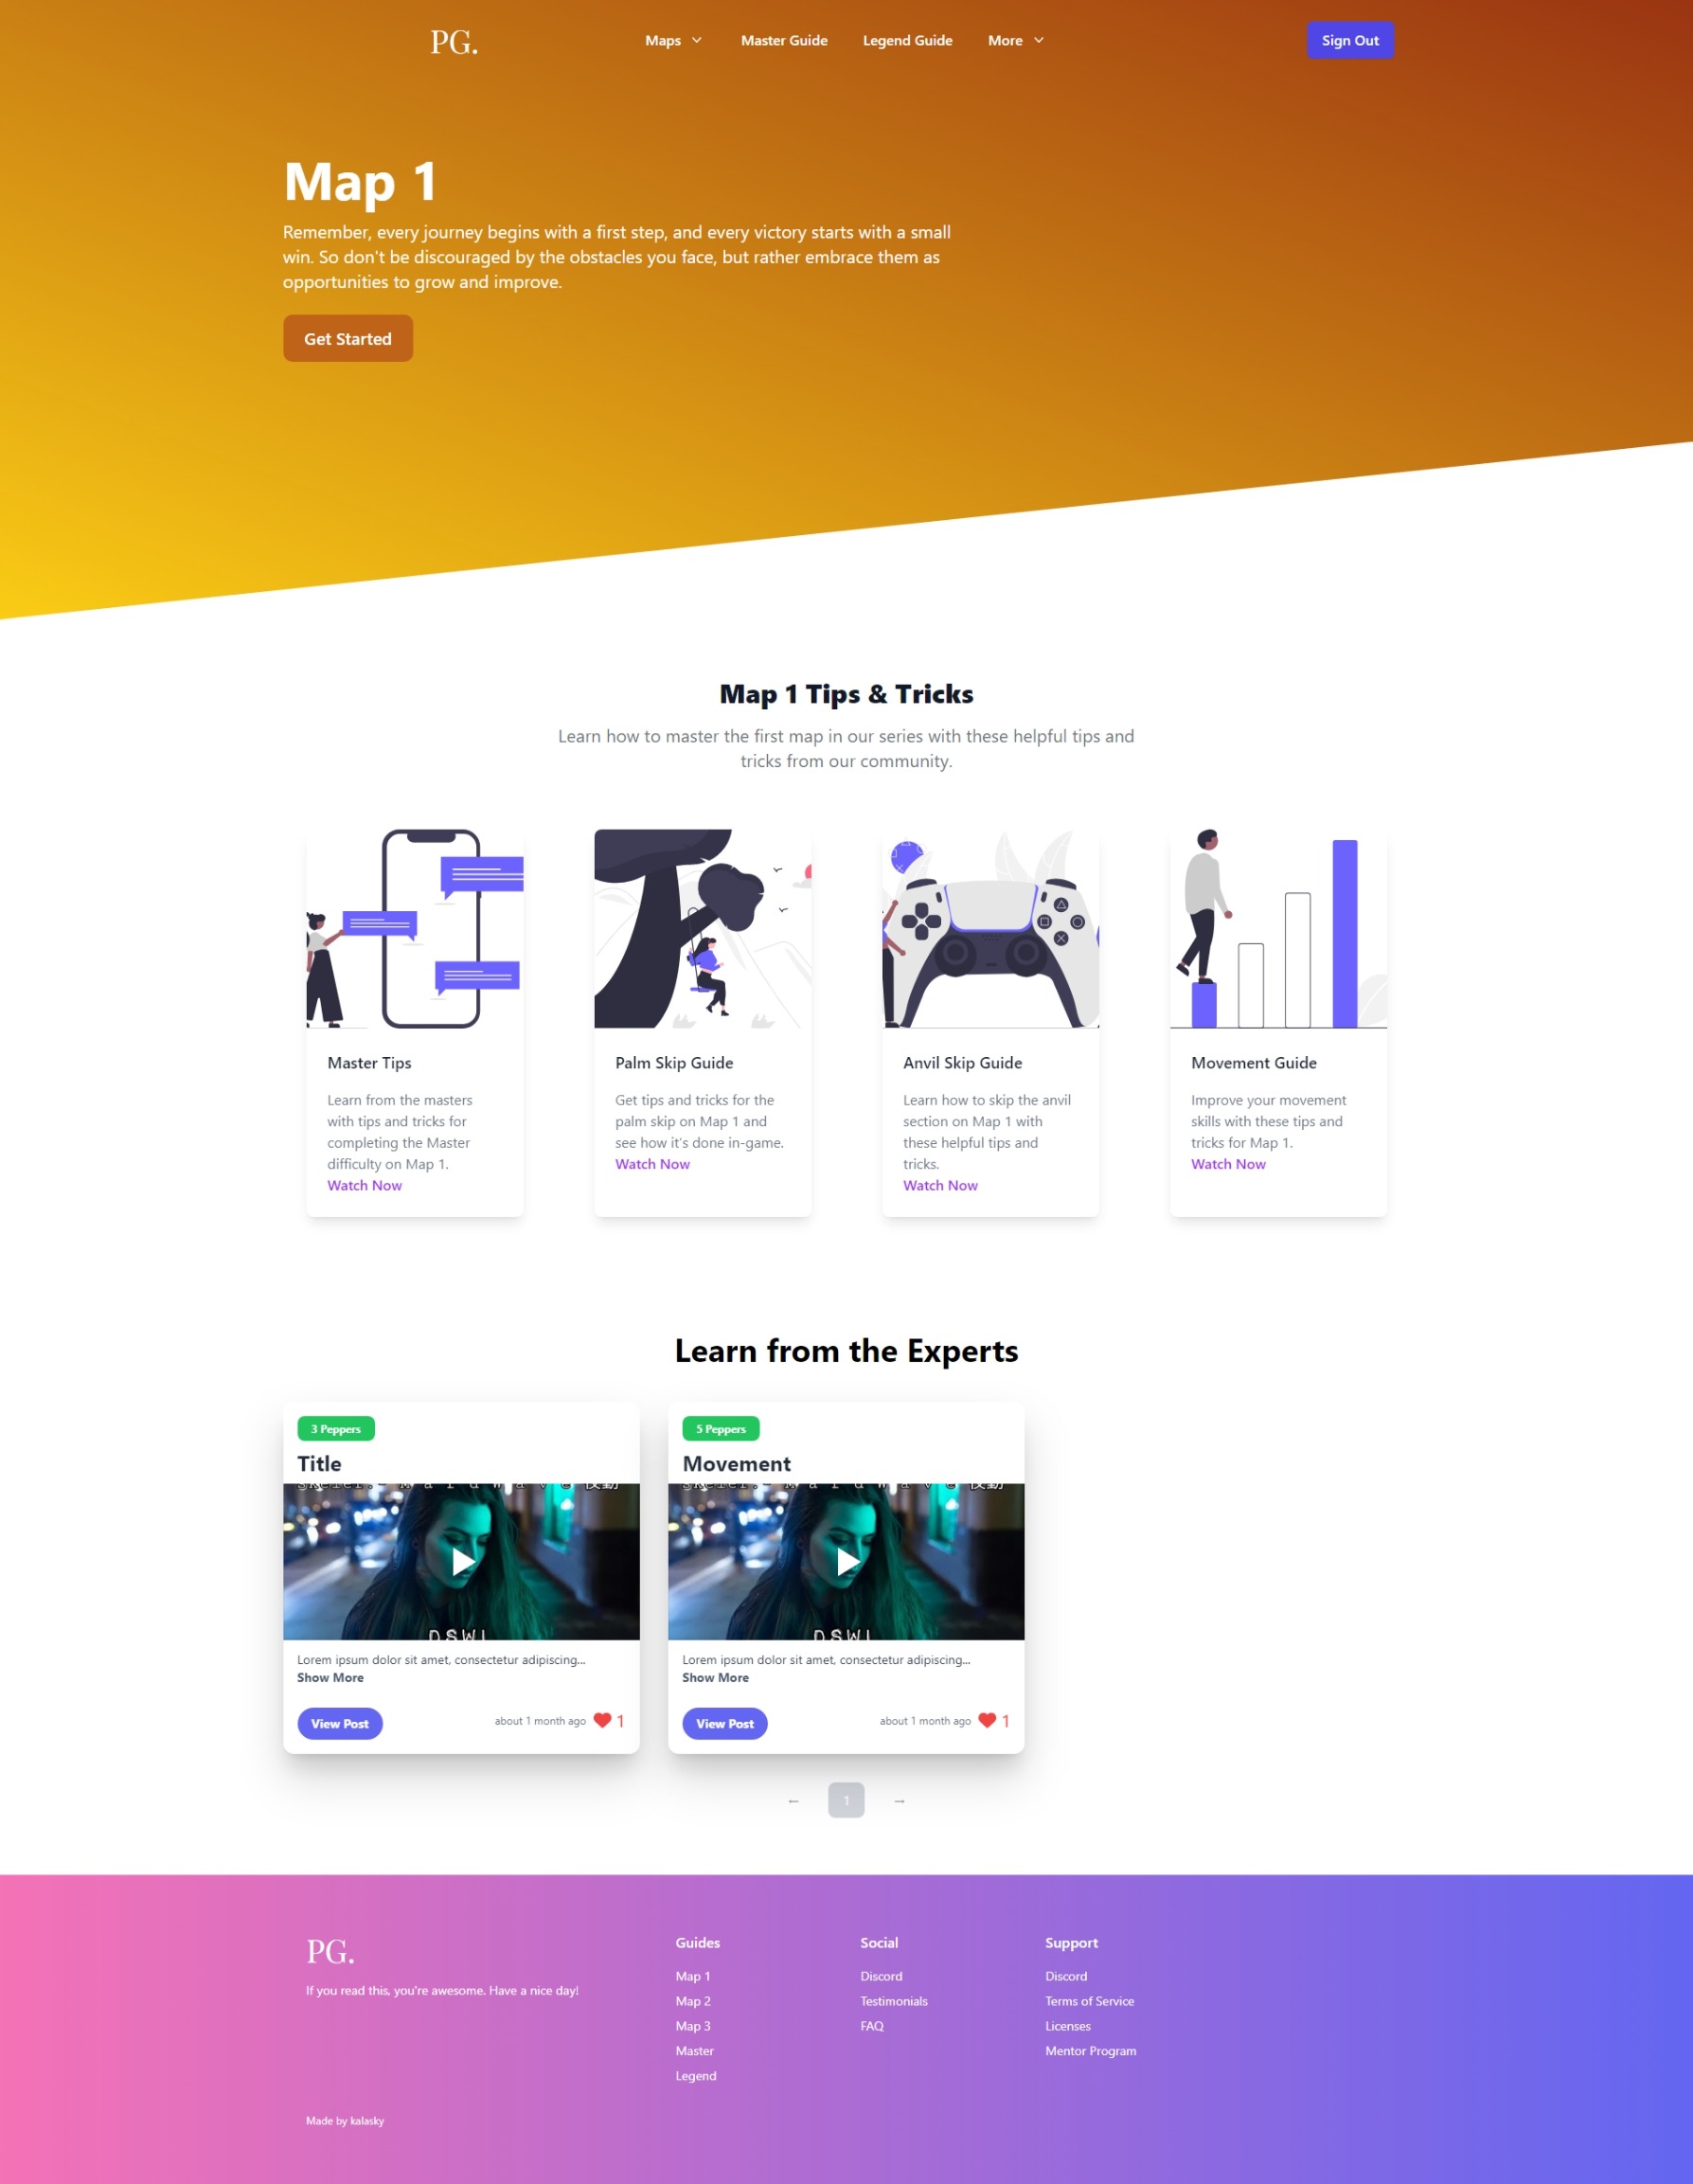 PG.
Maps
Master Guide
Legend Guide
More
Sign Out
Map 1
Remember, every journey begins with a first step, and every victory starts with a small
win. So don't be discouraged by the obstacles you face, but rather embrace them as
opportunities to grow and improve.
Get Started
Map 1 Tips & Tricks
Learn how to master the first map in our series with these helpful tips and
tricks from our community.
Master Tips
Learn from the masters
with tips and tricks for
completing the Master
difficulty on Map 1.
Watch Now
Palm Skip Guide
Get tips and tricks for the
palm skip on Map 1 and
see how it's done in-game.
Watch Now
Anvil Skip Guide
Learn how to skip the anvil
section on Map 1 with
these helpful tips and
tricks.
Watch Now
Movement Guide
Improve your movement
skills with these tips and
tricks for Map 1.
Watch Now
Learn from the Experts
3 Peppers
Title
Lorem ipsum dolor sit amet, consectetur adipiscing...
Show More
View Post
about 1 month ago
1
5 Peppers
Movement
Lorem ipsum dolor sit amet, consectetur adipiscing...
Show More
View Post
about 1 month ago
1
← 1 →
PG.
If you read this, you're awesome. Have a nice day!
Guides
Map 1
Map 2
Map 3
Master
Legend
Social
Discord
Testimonials
FAQ
Support
Discord
Terms of Service
Licenses
Mentor Program
Made by kalasky